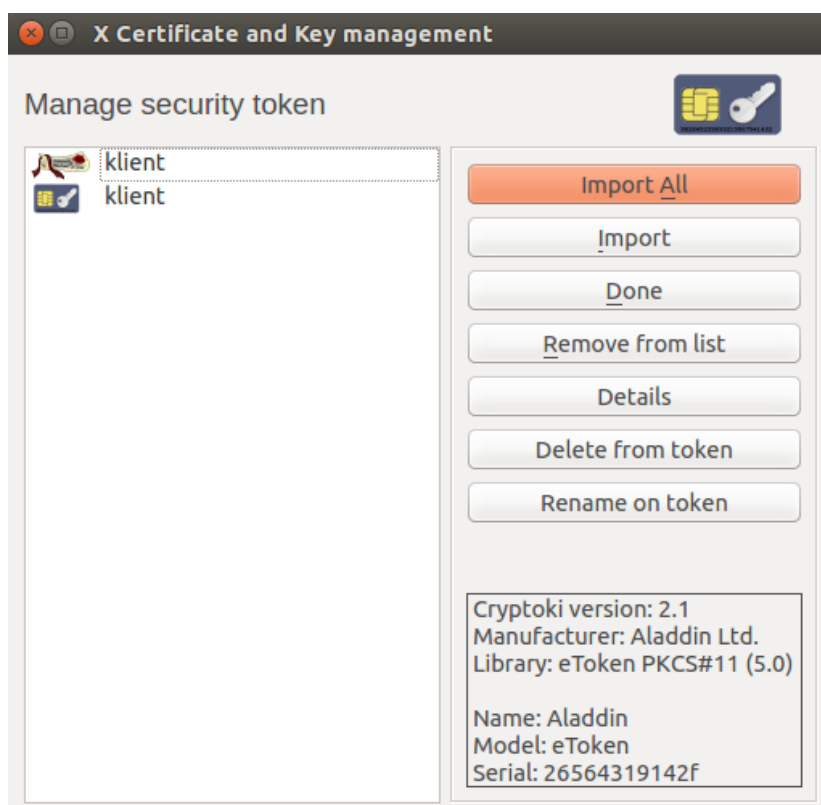 X Certificate and Key management
Manage security token
klient
klient
Import All
Import
Done
Remove from list
Details
Delete from token
Rename on token
Cryptoki version: 2.1
Manufacturer: Aladdin Ltd.
Library: eToken PKCS#11 (5.0)
Name: Aladdin
Model: eToken
Serial: 26564319142f